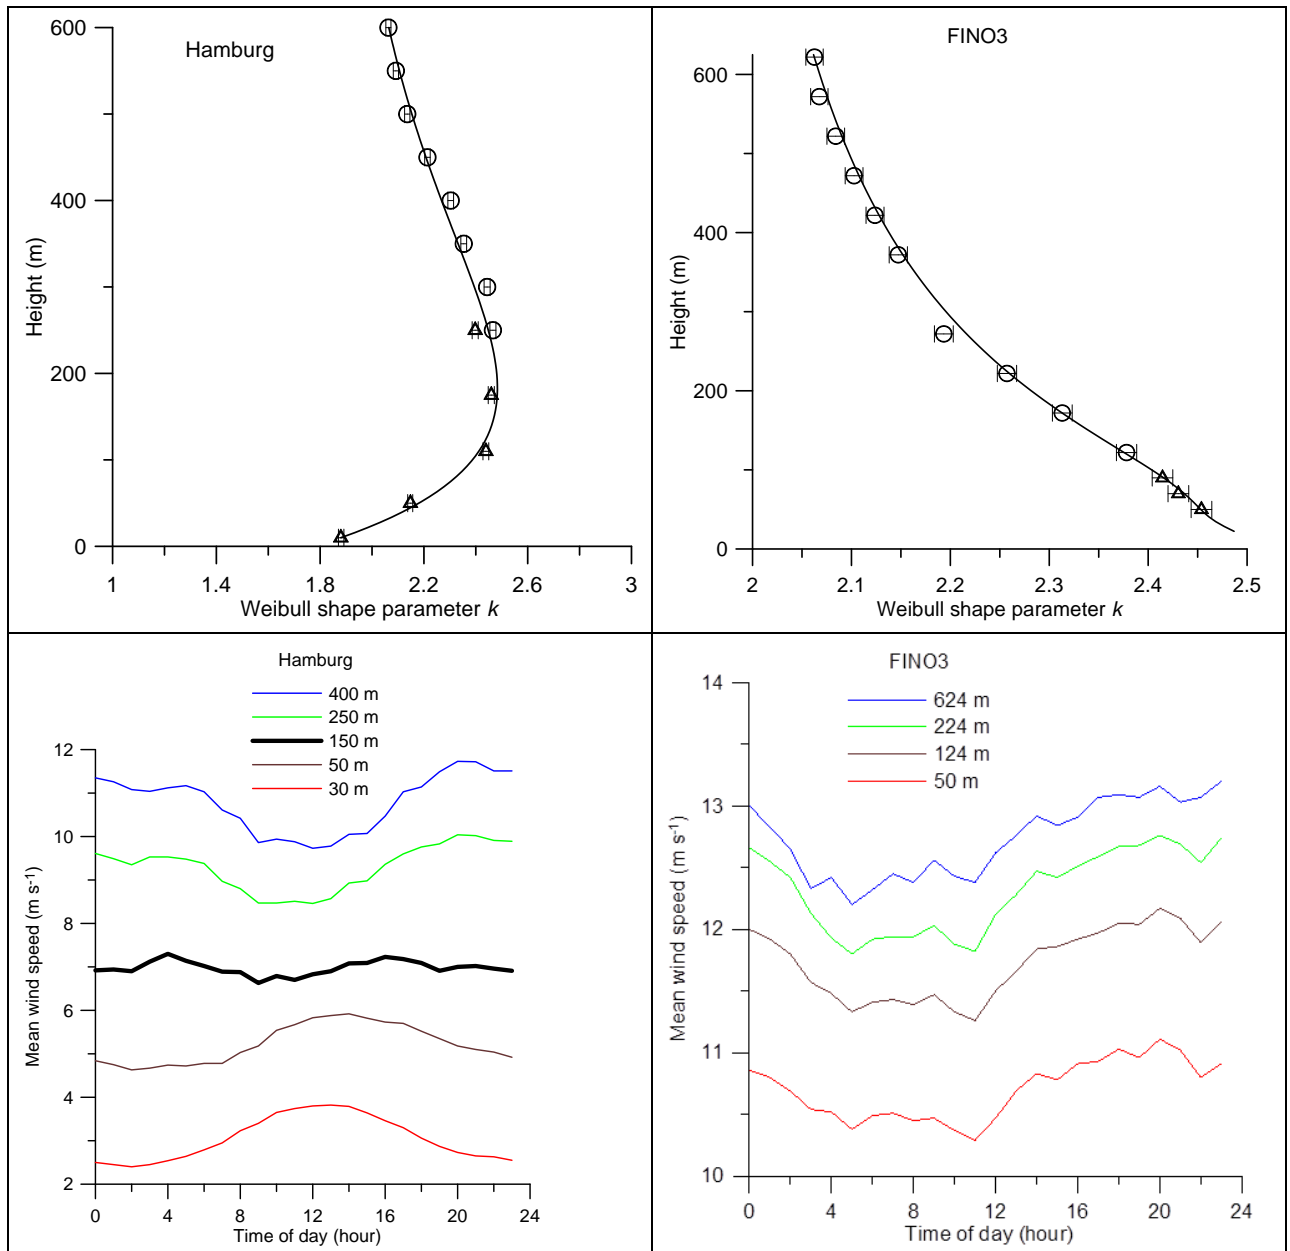 Hamburg
600
400
200
0
Height (m)
1
1.4
1.8
2.2
2.6
3
Weibull shape parameter k
FINO3
600
400
200
0
Height (m)
2
2.1
2.2
2.3
2.4
2.5
Weibull shape parameter k
Hamburg
400 m
250 m
150 m
50 m
30 m
12
10
8
6
4
2
Mean wind speed (m s-1)
0
4
8
12
16
20
24
Time of day (hour)
FINO3
624 m
224 m
124 m
50 m
14
13
12
11
10
Mean wind speed (m s-1)
0
4
8
12
16
20
24
Time of day (hour)